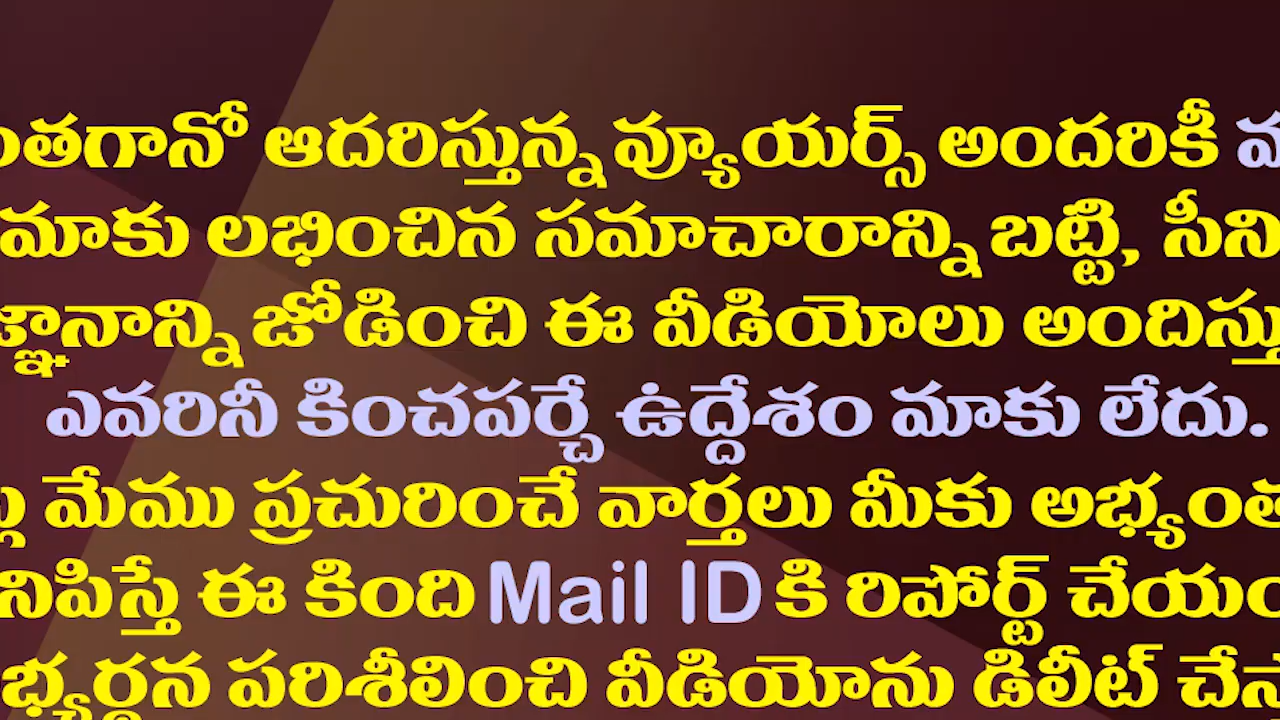 ఆదరిస్తున్న వ్యూయర్స్ అందరికీ
మాకు లభించిన సమాచారాన్ని బట్టి,
జోడించి ఈ వీడియోలు
ఎవరినీ కించపర్చే ఉద్దేశం మాకు లేదు.
మేము ప్రచురించే వార్తలు మీకు
ఈ కింది Mail ID కి రిపోర్ట్
పరిశీలించి వీడియోను డిలీట్